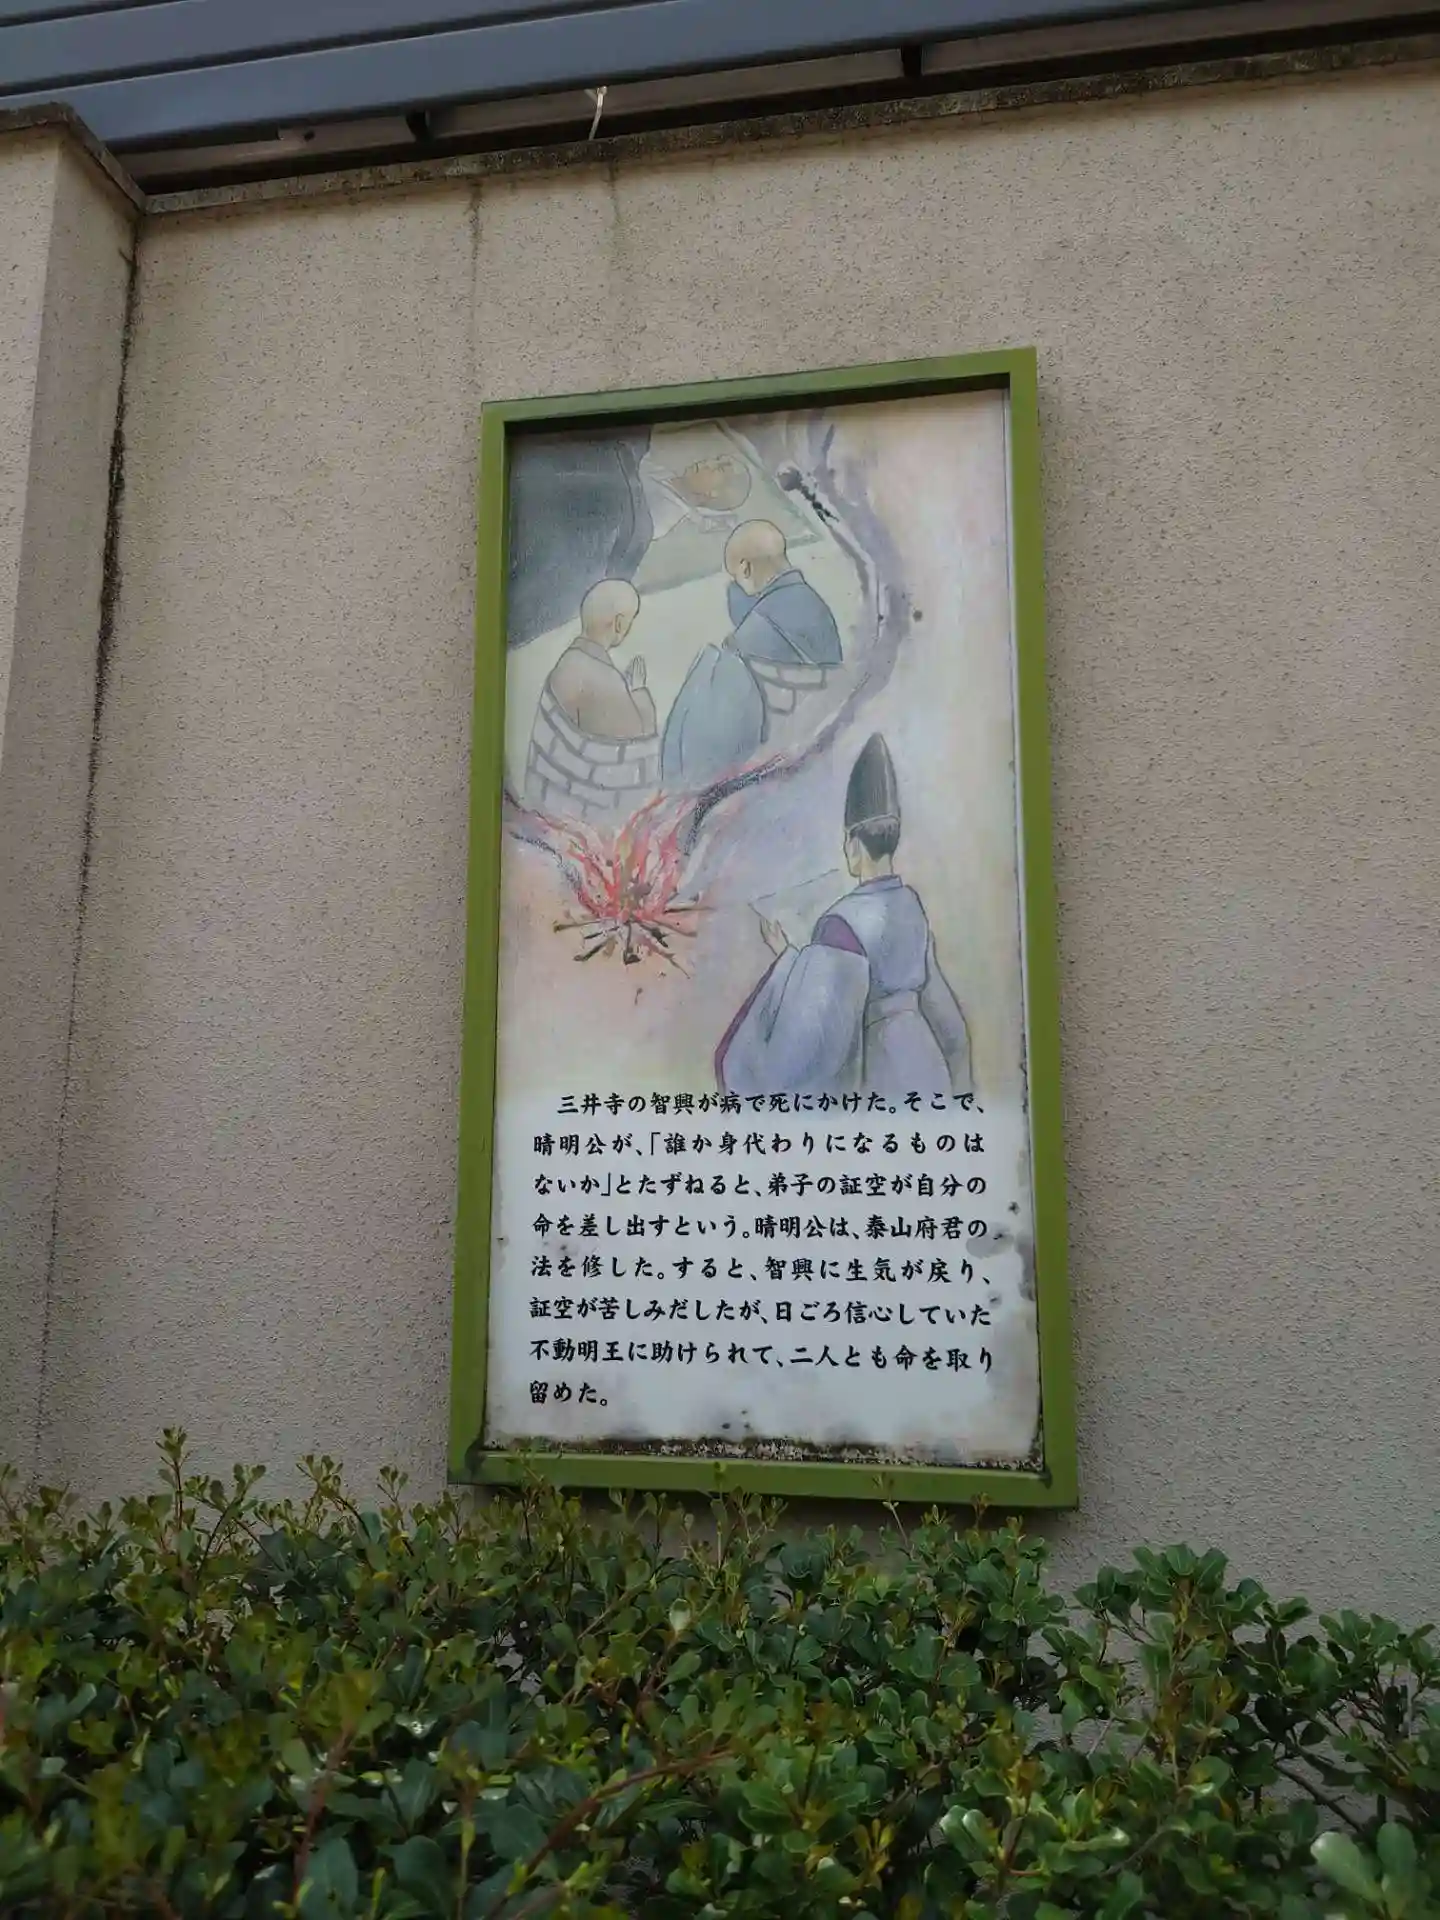 三井寺の智興が病で死にかけた。そこで、
晴明公が、「誰か身代わりになるものは
ないか」とたずねると、弟子の証空が自分の
命を差し出すという。晴明公は、泰山府君の
法を修した。すると、智興に生気が戻り、
証空が苦しみだしたが、日ごろ信心していた
不動明王に助けられて、二人とも命を取り
留めた。